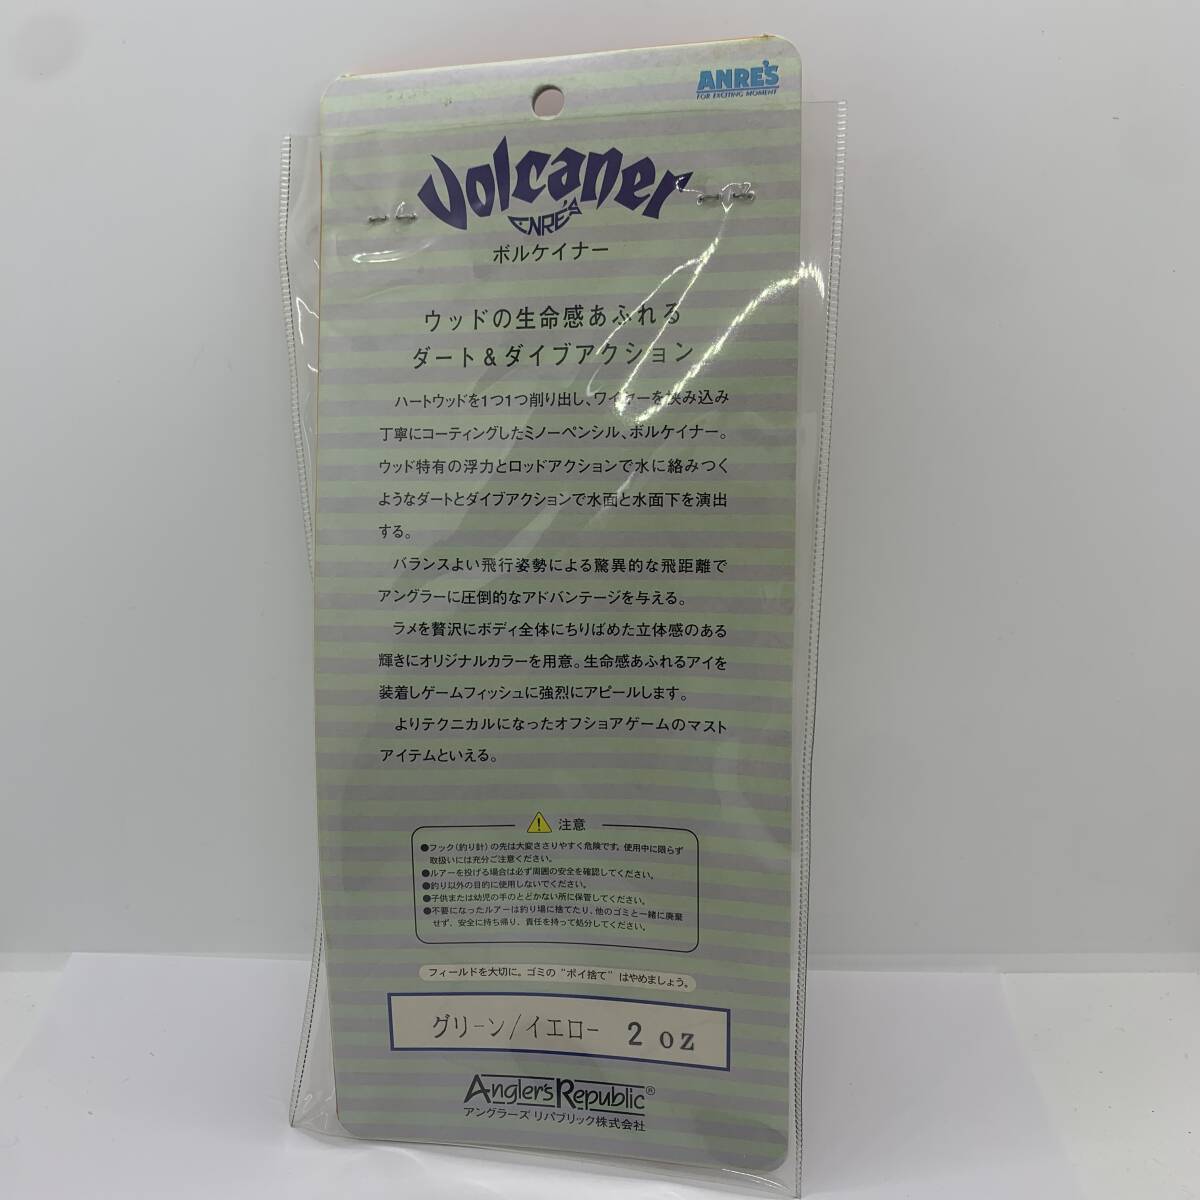 ANRE'S
FOR EXCITING MOMENT
Volcaner
ANRE'S
ボルケイナー
ウッドの生命感あふれる
ダート&ダイブアクション
ハートウッドを1つ1つ削り出し、ワイヤーを挟み込み
丁寧にコーティングしたミノーペンシル、ボルケイナー。
ウッド特有の浮力とロッドアクションで水に絡みつく
ようなダートとダイブアクションで水面と水面下を演出
する。
バランスよい飛行姿勢による驚異的な飛距離で
アングラーに圧倒的なアドバンテージを与える。
ラメを贅沢にボディ全体にちりばめた立体感のある
輝きにオリジナルカラーを用意。生命感あふれるアイを
装着しゲームフィッシュに強烈にアピールします。
よりテクニカルになったオフショアゲームのマスト
アイテムといえる。
注意
●フック(釣り針)の先は大変ささりやすく危険です。使用中に限らず
取扱いには充分ご注意ください。
●ルアーを投げる場合は必ず周囲の安全を確認してください。
●釣り以外の目的に使用しないでください。
●子供または幼児の手のとどかない所に保管してください。
●不要になったルアーは釣り場に捨てたり、他のゴミと一緒に廃棄
せず、安全に持ち帰り、責任を持って処分してください。
フィールドを大切に。ゴミの“ポイ捨て”はやめましょう。
グリーン/イエロー 2 oz
Angler's Republic®
アングラーズ リパブリック株式会社